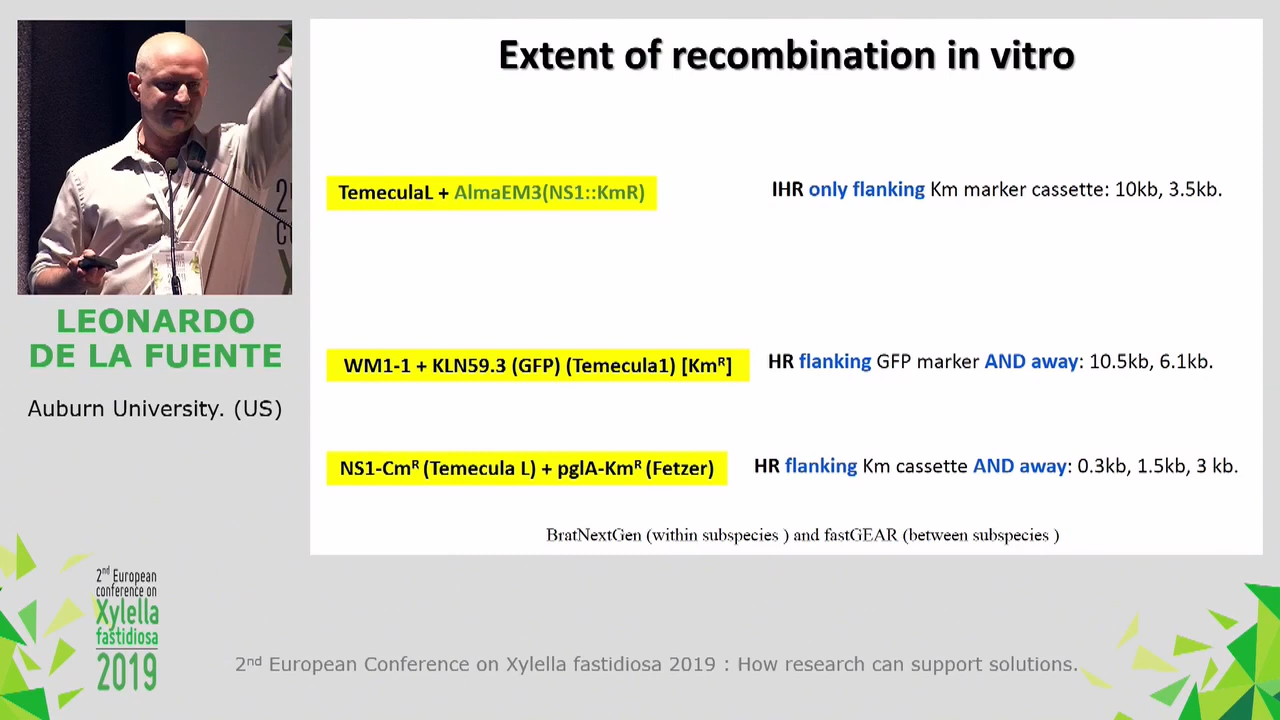 Extent of recombination in vitro
TemeculaL + AlmaEM3(NS1::KmR)
IHR only flanking Km marker cassette: 10kb, 3.5kb.
WM1-1 + KLN59.3 (GFP) (Temecula1) [Kmᴿ]
HR flanking GFP marker AND away: 10.5kb, 6.1kb.
NS1-Cmᴿ (Temecula L) + pglA-Kmᴿ (Fetzer)
HR flanking Km cassette AND away: 0.3kb, 1.5kb, 3 kb.
BratNextGen (within subspecies ) and fastGEAR (between subspecies )
LEONARDO
DE LA FUENTE
Auburn University. (US)
2nd European
conference on
Xylella
fastidiosa
2019
2nd European Conference on Xylella fastidiosa 2019 : How research can support solutions.